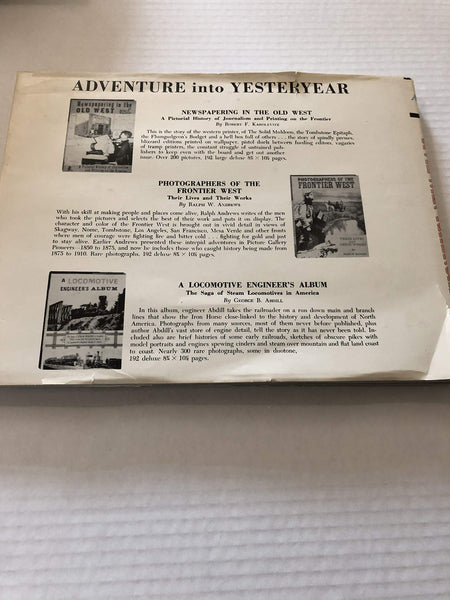 ADVENTURE into YESTERYEAR
Newspapering in the
OLD WEST
NEWSPAPERING IN THE OLD WEST
A Pictorial History of Journalism and Printing on the Frontier
By Robert F. Karolevitz
This is the story of the western printer, of The Solid Muldoon, the Tombstone Epitaph,
the Flumgudgeon's Budget and a hell box full of others . . . the story of spindly presses,
blizzard editions printed on wallpaper, pistol duels between feuding editors, vagaries
of tramp printers, the constant struggle of untrained pub-
lishers to keep even with the board and get out another
issue. Over 200 pictures. 192 large deluxe 8½ x 10½ pages.
PHOTOGRAPHERS OF THE
FRONTIER WEST
Their Lives and Their Works
By Ralph W. Andrews
With his skill at making people and places come alive, Ralph Andrews writes of the men
who took the pictures and selects the best of their work and puts it on display. The
character and color of the Frontier West is brought out in vivid detail in views of
Skagway, Nome, Tombstone, Los Angeles, San Francisco, Mesa Verde and other fronts
where men of courage were fighting live and bitter cold . . . fighting for gold and just
to stay alive. Earlier Andrews presented these intrepid adventurers in Picture Gallery
Pioneers—1850 to 1875, and now he includes those who caught history being made from
1875 to 1910. Rare photographs. 192 deluxe 8½ x 10½ pages.
PHOTOGRAPHERS OF THE
FRONTIER WEST
A LOCOMOTIVE
ENGINEER'S ALBUM
A LOCOMOTIVE ENGINEER'S ALBUM
The Saga of Steam Locomotives in America
By George B. Abdill
In this album, engineer Abdill takes the railroader on a run down main and branch
lines that show the Iron Horse close-linked to the history and development of North
America. Photographs from many sources, most of them never before published, plus
author Abdill's vast store of engine detail, tell the story as it has never been told. In-
cluded also are brief histories of some early railroads, sketches of obscure pikes with
model portraits and engines spewing cinders and steam over mountain and flat land coast
to coast. Nearly 300 rare photographs, some in duotone,
192 deluxe 8½ x 10½ pages.